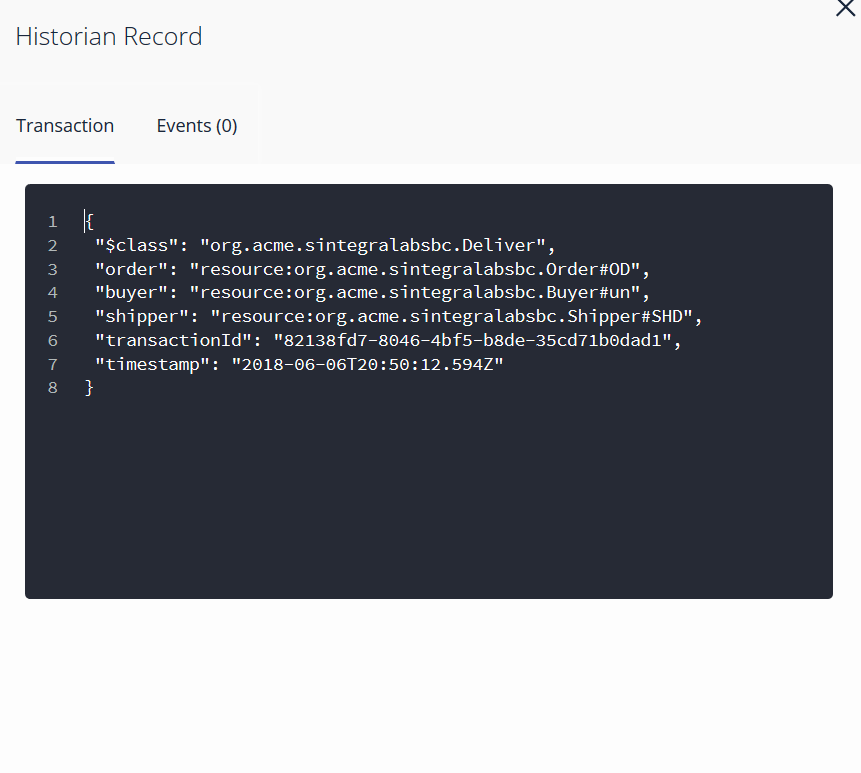 Historian Record
Transaction Events (0)
1 {
2 "$class": "org.acme.sintegralabsbc.Deliver",
3 "order": "resource:org.acme.sintegralabsbc.Order#OD",
4 "buyer": "resource:org.acme.sintegralabsbc.Buyer#un",
5 "shipper": "resource:org.acme.sintegralabsbc.Shipper#SHD",
6 "transactionId": "82138fd7-8046-4bf5-b8de-35cd71b0dad1",
7 "timestamp": "2018-06-06T20:50:12.594Z"
8 }